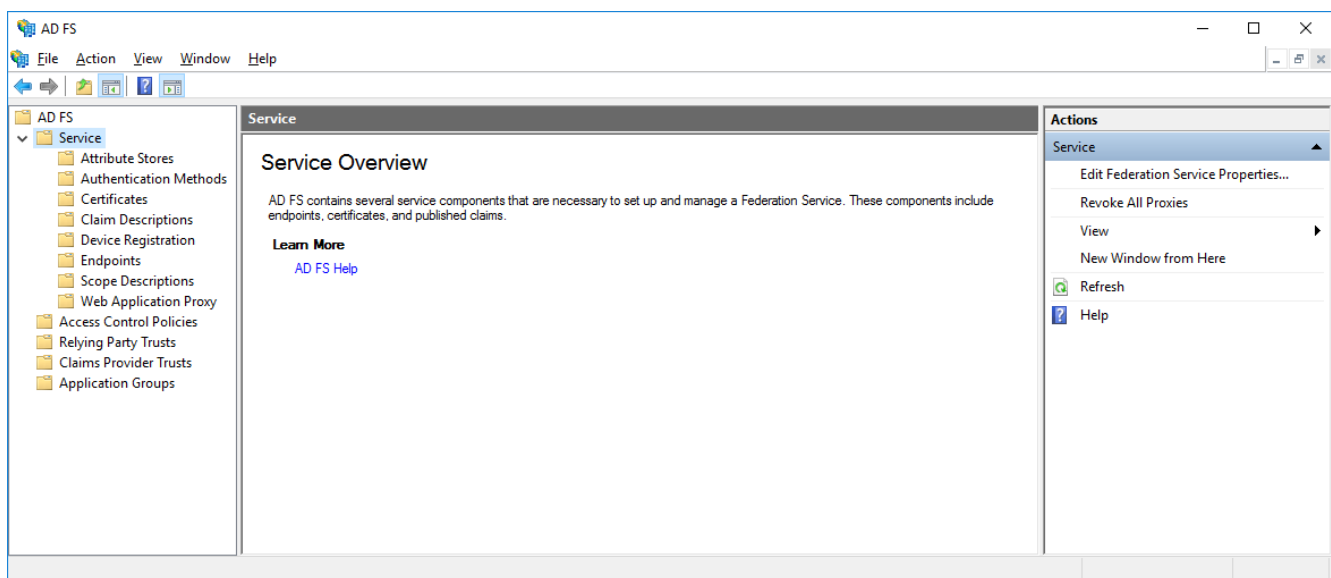 AD FS
File Action View Window Help
AD FS
Service
Attribute Stores
Authentication Methods
Certificates
Claim Descriptions
Device Registration
Endpoints
Scope Descriptions
Web Application Proxy
Access Control Policies
Relying Party Trusts
Claims Provider Trusts
Application Groups
Service
Service Overview
AD FS contains several service components that are necessary to set up and manage a Federation Service. These components include
endpoints, certificates, and published claims.
Learn More
AD FS Help
Actions
Service
Edit Federation Service Properties...
Revoke All Proxies
View
New Window from Here
Refresh
Help